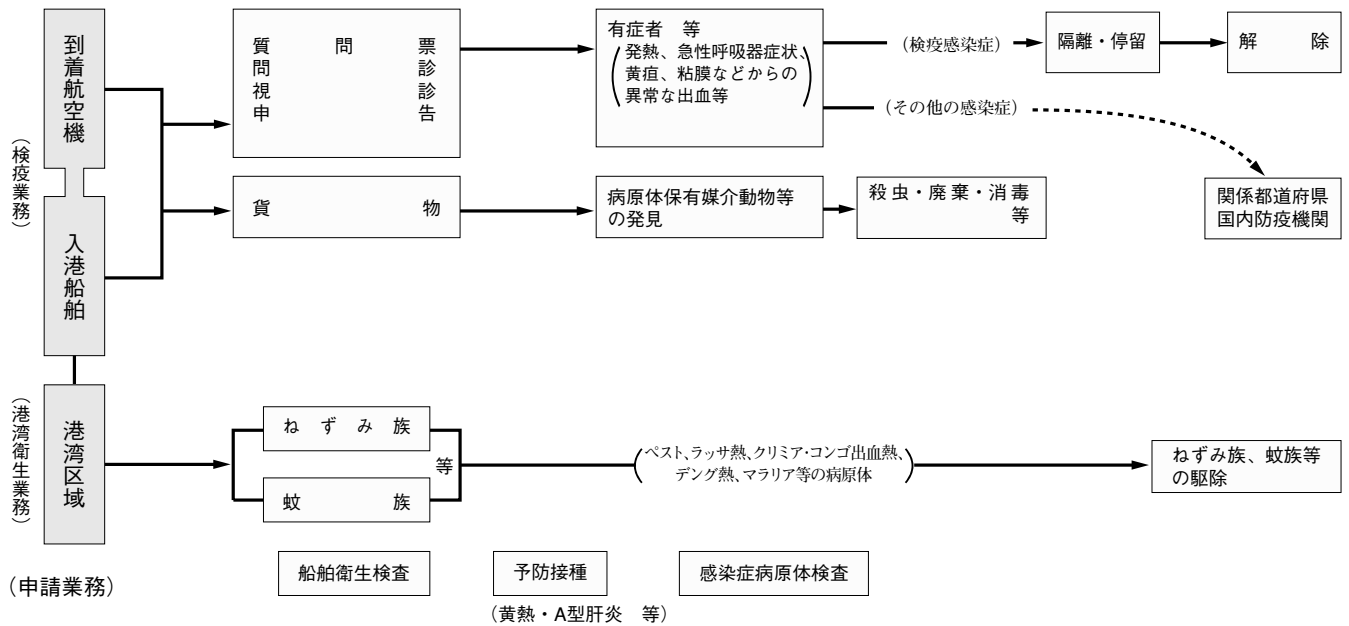 （検疫業務）
到着航空機
入港船舶
質問票
問診
視診
申告
有症者　等
（発熱、急性呼吸器症状、
黄疸、粘膜などからの
異常な出血等）
（検疫感染症）
隔離・停留
解除
（その他の感染症）
関係都道府県
国内防疫機関
貨物
病原体保有媒介動物等
の発見
殺虫・廃棄・消毒
等
（港湾衛生業務）
港湾区域
ねずみ族
等
蚊族
（ペスト、ラッサ熱、クリミア・コンゴ出血熱、
デング熱、マラリア等の病原体）
ねずみ族、蚊族等
の駆除
（申請業務）
船舶衛生検査
予防接種
（黄熱・A型肝炎　等）
感染症病原体検査